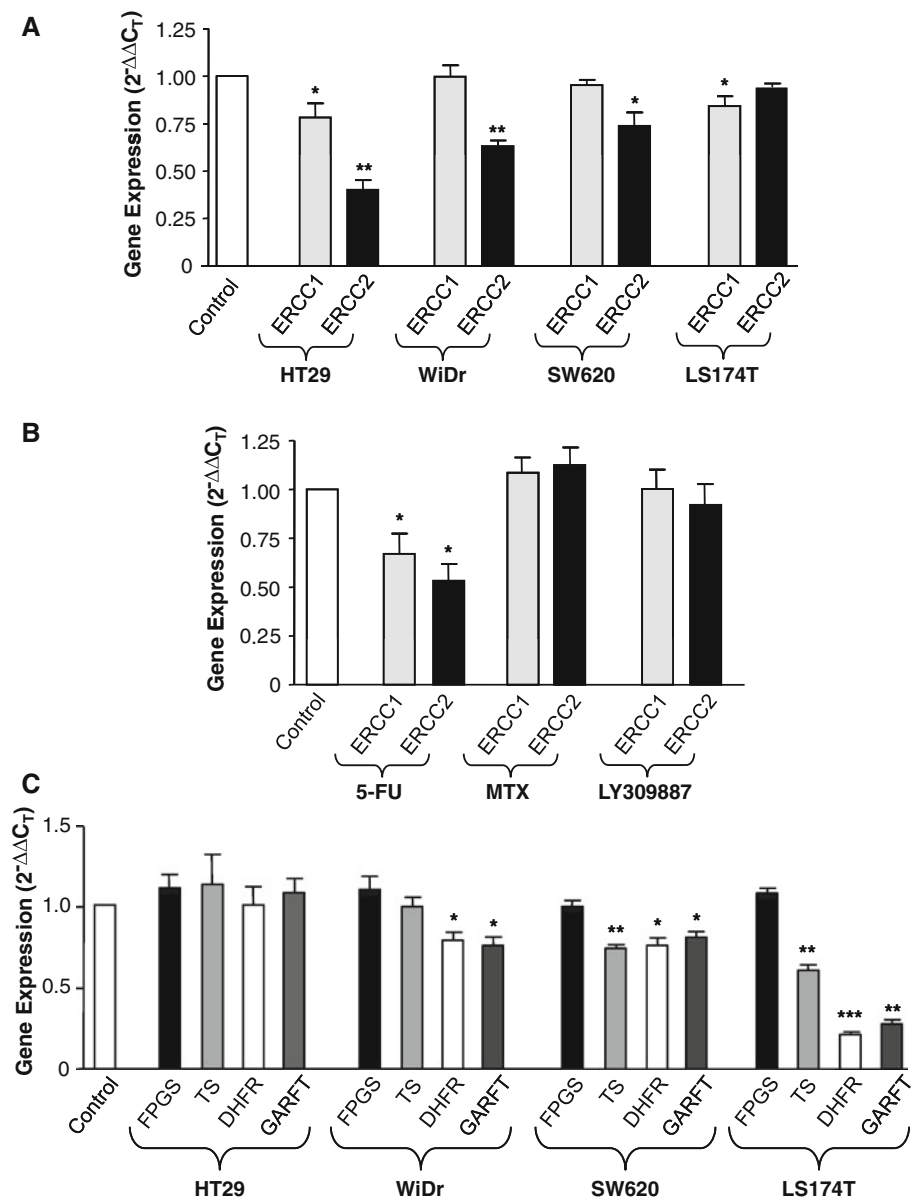 A
Gene Expression (2-ΔΔCT)
1.25
1.00
0.75
0.50
0.25
0
*
**
**
*
*
Control
ERCC1
ERCC2
ERCC1
ERCC2
ERCC1
ERCC2
ERCC1
ERCC2
HT29
WiDr
SW620
LS174T
B
Gene Expression (2-ΔΔCT)
1.25
1.00
0.75
0.50
0.25
0
*
*
Control
ERCC1
ERCC2
ERCC1
ERCC2
ERCC1
ERCC2
5-FU
MTX
LY309887
C
Gene Expression (2-ΔΔCT)
1.5
1.0
0.5
0
*
*
**
*
*
**
***
**
Control
FPGS
TS
DHFR
GARFT
FPGS
TS
DHFR
GARFT
FPGS
TS
DHFR
GARFT
FPGS
TS
DHFR
GARFT
HT29
WiDr
SW620
LS174T